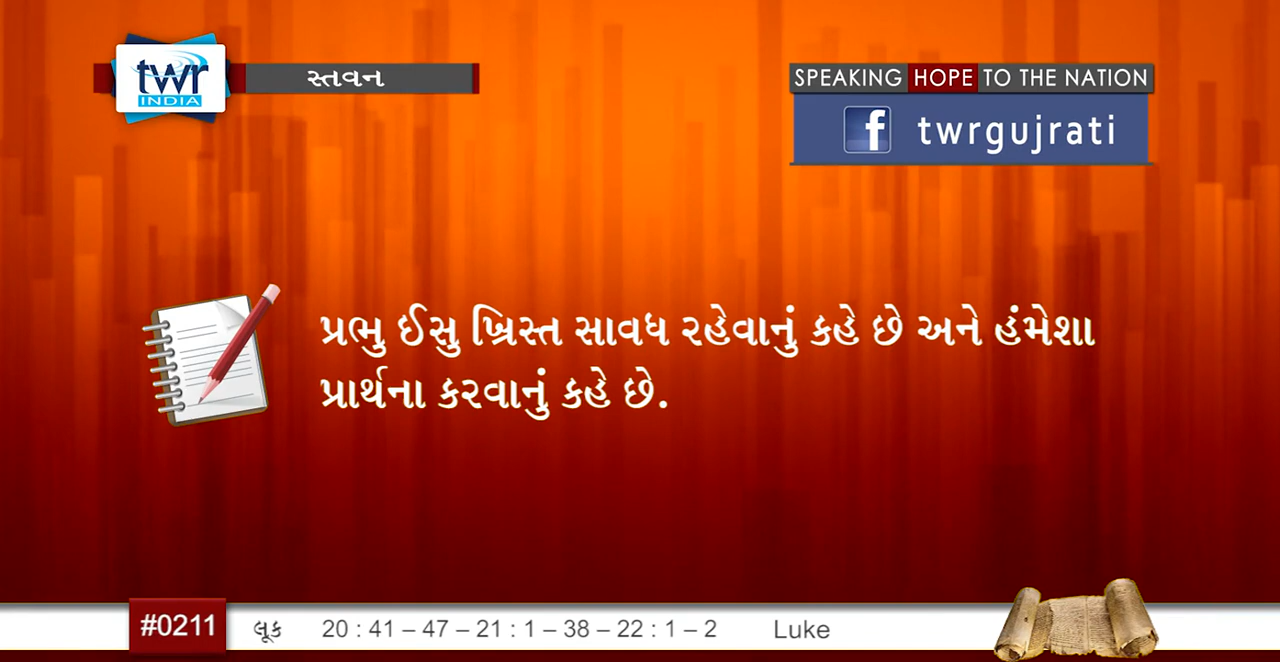 twr
INDIA
સ્તવન
SPEAKING HOPE TO THE NATION
f twrgujrati
પ્રભુ ઈસુ ખ્રિસ્ત સાવધ રહેવાનું કહે છે અને હંમેશા
પ્રાર્થના કરવાનું કહે છે.
#0211 લૂક 20 : 41 – 47 – 21 : 1 – 38 – 22 : 1 – 2 Luke